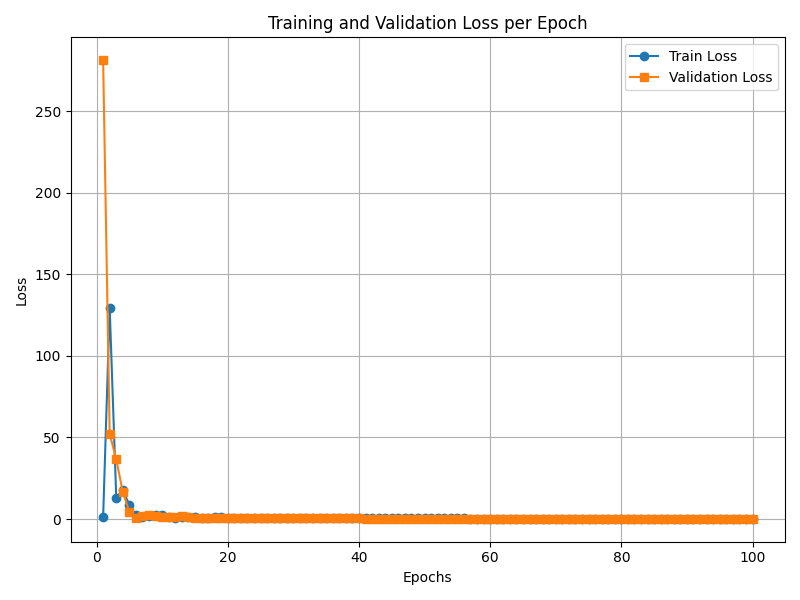 Training and Validation Loss per Epoch
Train Loss
Validation Loss
250
200
150
100
50
0
Loss
0 20 40 60 80 100
Epochs